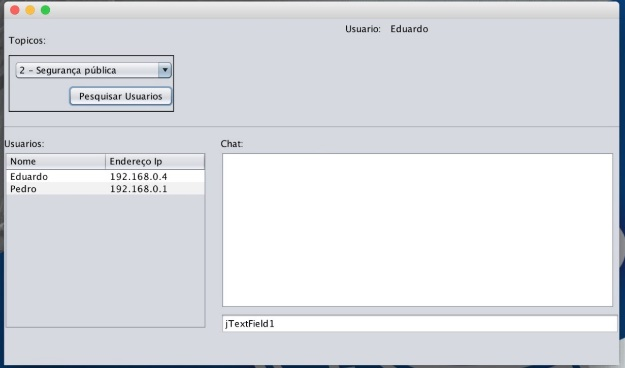 Usuario: Eduardo
Topicos:
2 - Segurança pública
Pesquisar Usuarios
Usuarios:
Nome Endereço Ip
Eduardo 192.168.0.4
Pedro 192.168.0.1
Chat:
jTextField1